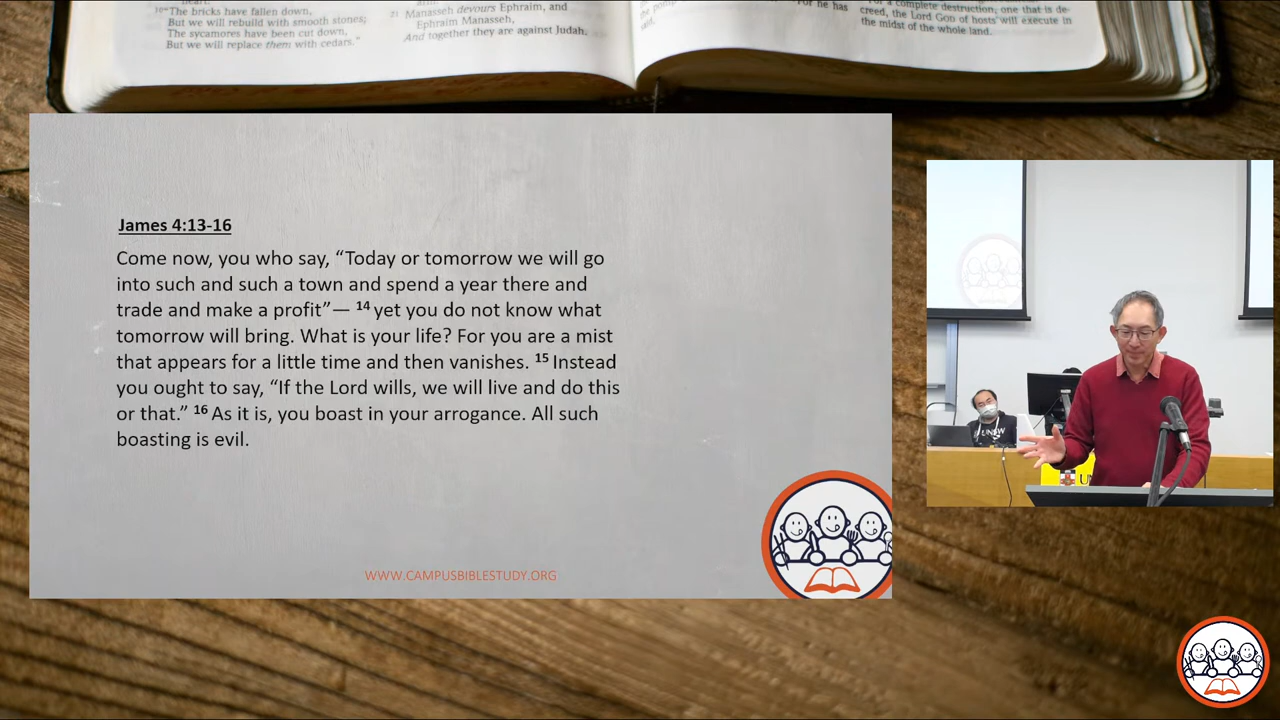 heart.
10 "The bricks have fallen down,
But we will rebuild with smooth stones;
The sycamores have been cut down,
But we will replace them with cedars."
21 Manasseh devours Ephraim, and
Ephraim Manasseh,
And together they are against Judah.
For he has
a complete destruction, one that is de-
creed, the Lord GOD of hosts will execute in
the midst of the whole land.
James 4:13-16
Come now, you who say, “Today or tomorrow we will go
into such and such a town and spend a year there and
trade and make a profit”— 14 yet you do not know what
tomorrow will bring. What is your life? For you are a mist
that appears for a little time and then vanishes. 15 Instead
you ought to say, “If the Lord wills, we will live and do this
or that.” 16 As it is, you boast in your arrogance. All such
boasting is evil.
WWW.CAMPUSBIBLESTUDY.ORG
UNSW